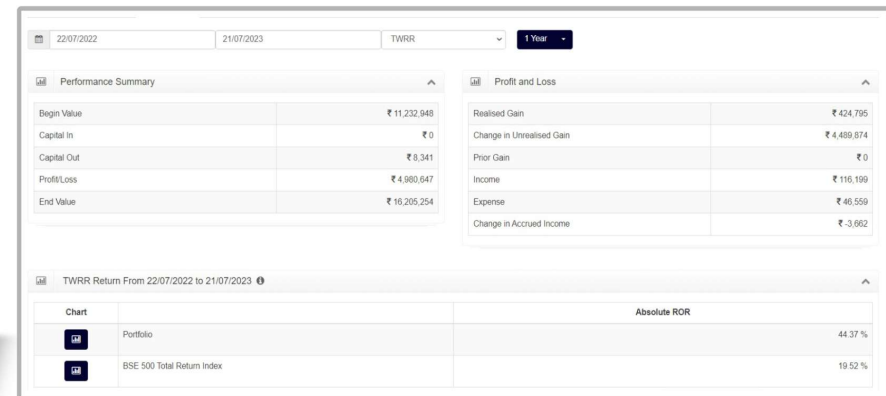 22/07/2022 21/07/2023 TWRR 1 Year
Performance Summary
Begin Value ₹ 11,232,948
Capital In ₹ 0
Capital Out ₹ 8,341
Profit/Loss ₹ 4,980,647
End Value ₹ 16,205,254
Profit and Loss
Realised Gain ₹ 424,795
Change in Unrealised Gain ₹ 4,489,874
Prior Gain ₹ 0
Income ₹ 116,199
Expense ₹ 46,559
Change in Accrued Income ₹ -3,662
TWRR Return From 22/07/2022 to 21/07/2023
Chart Absolute ROR
Portfolio 44.37 %
BSE 500 Total Return Index 19.52 %